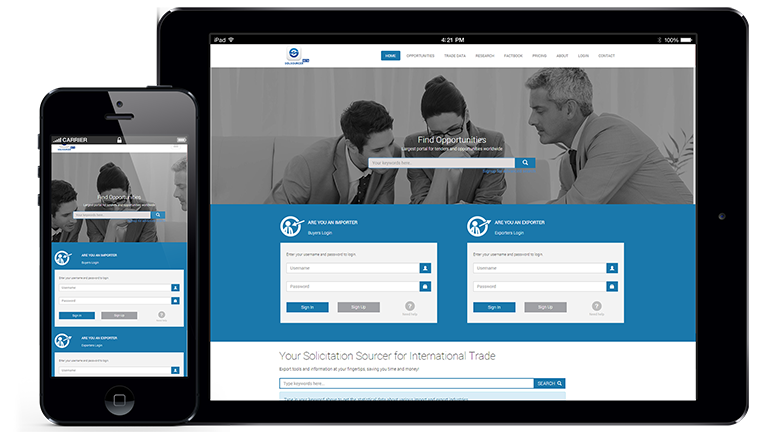 iPad 4:21 PM 100%
HOME OPPORTUNITIES TRADE DATA RESEARCH FACTBOOK PRICING ABOUT LOGIN CONTACT
Find Opportunities
Largest portal for tenders and opportunities worldwide
Your keywords here...
ARE YOU AN IMPORTER
Buyers Login
Enter your username and password to login.
Username
Password
Sign In Sign Up
ARE YOU AN EXPORTER
Exporters Login
Enter your username and password to login.
Username
Password
Sign In Sign Up
Your Solicitation Sourcer for International Trade
Export tools and information at your fingertips, saving you time and money!
Type keywords here... SEARCH
CARRIER
Find Opportunities
Largest portal for tenders and opportunities worldwide
Your keywords here...
ARE YOU AN IMPORTER
Buyers Login
Enter your username and password to login.
Username
Password
Sign In Sign Up
ARE YOU AN EXPORTER
Exporters Login
Enter your username and password to login.
Username